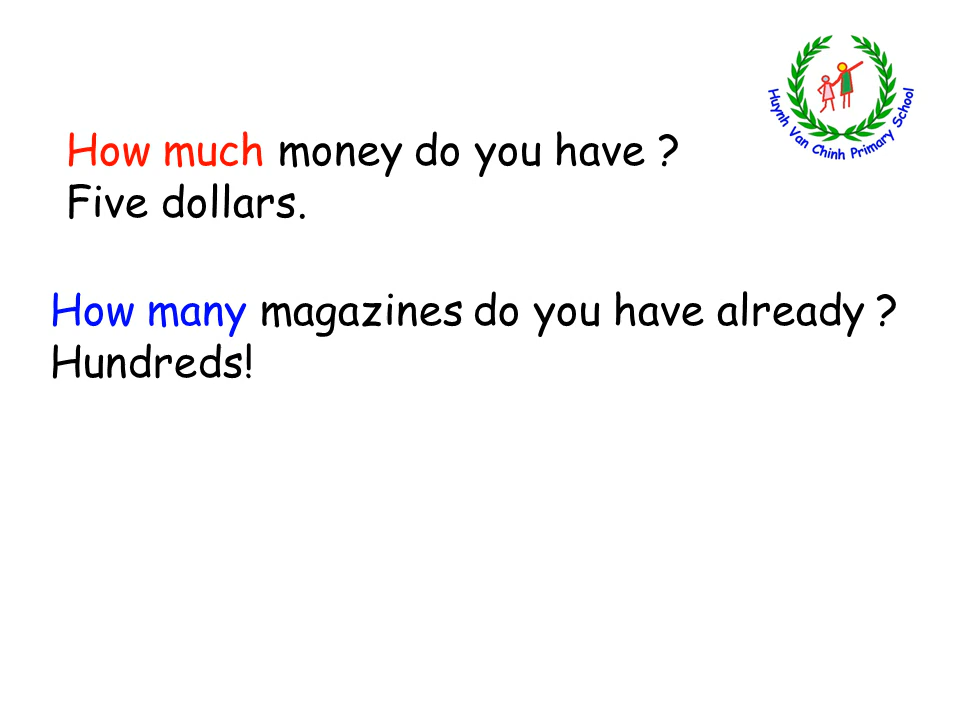 Huynh Van Chinh Primary School
How much money do you have ?
Five dollars.
How many magazines do you have already ?
Hundreds!